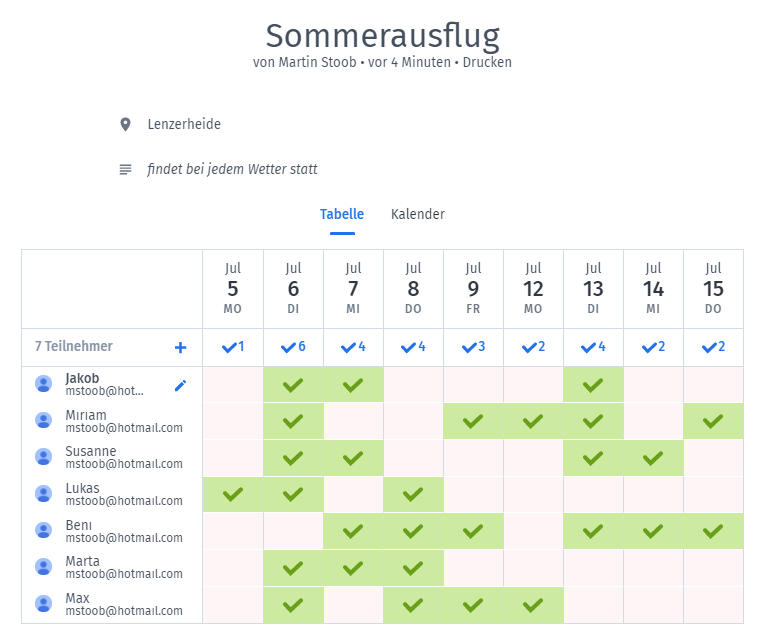 Sommerausflug
von Martin Stoob • vor 4 Minuten • Drucken
Lenzerheide
findet bei jedem Wetter statt
Tabelle Kalender
Jul Jul Jul Jul Jul Jul Jul Jul Jul
5 6 7 8 9 12 13 14 15
MO DI MI DO FR MO DI MI DO
7 Teilnehmer 1 6 4 4 3 2 4 2 2
Jakob
mstoob@hot...
Miriam
mstoob@hotmail.com
Susanne
mstoob@hotmail.com
Lukas
mstoob@hotmail.com
Beni
mstoob@hotmail.com
Marta
mstoob@hotmail.com
Max
mstoob@hotmail.com